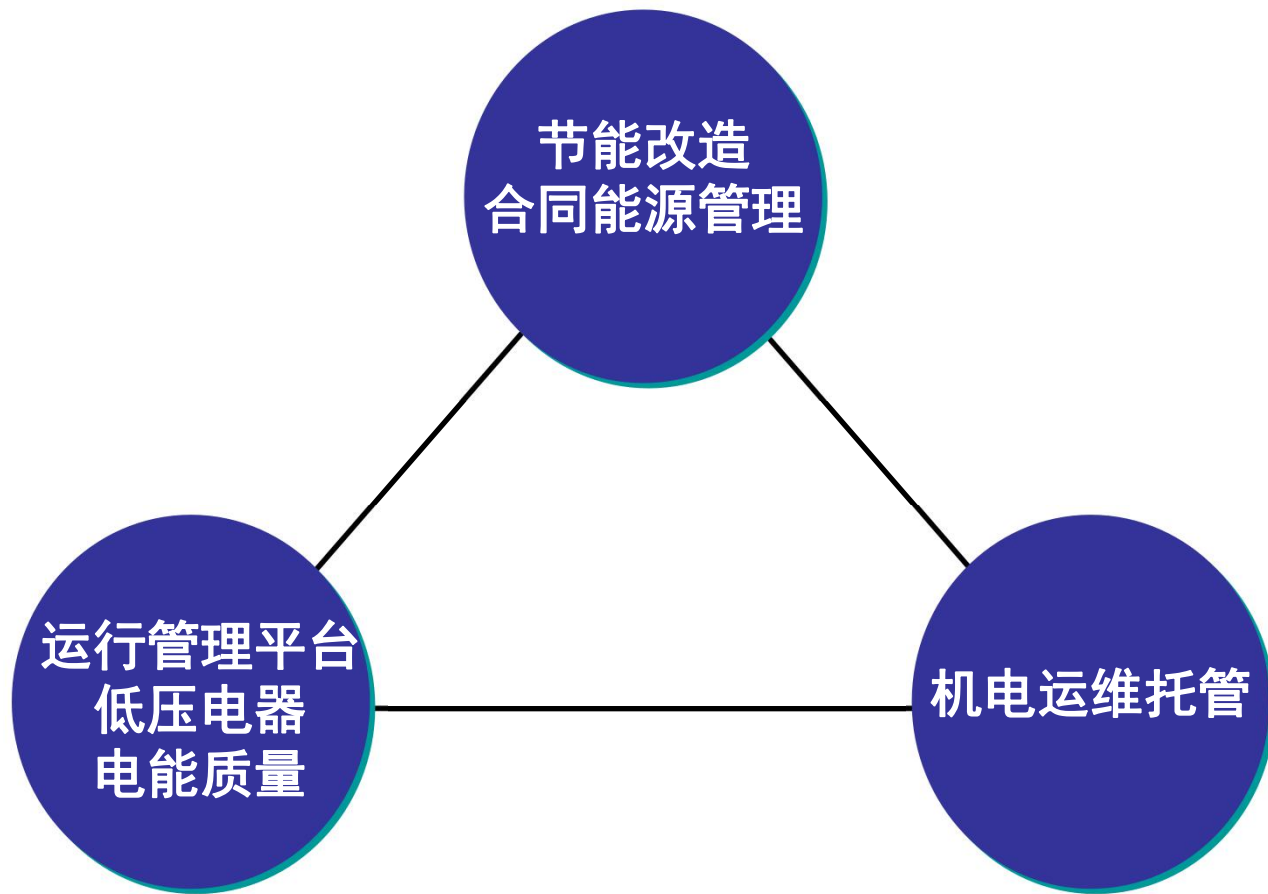 节能改造
合同能源管理
运行管理平台
低压电器
电能质量
机电运维托管